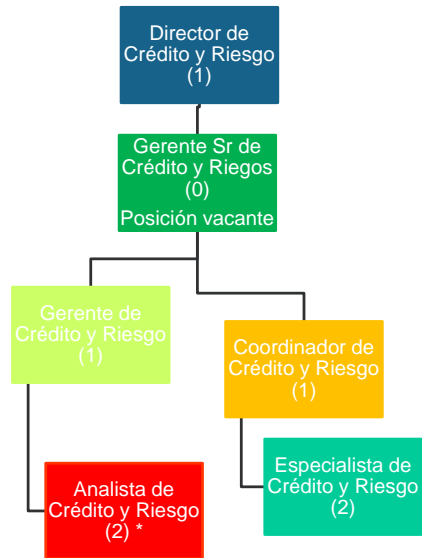 Director de
Crédito y Riesgo
(1)
Gerente Sr de
Crédito y Riegos
(0)
Posición vacante
Gerente de
Crédito y Riesgo
(1)
Coordinador de
Crédito y Riesgo
(1)
Analista de
Crédito y Riesgo
(2) *
Especialista de
Crédito y Riesgo
(2)